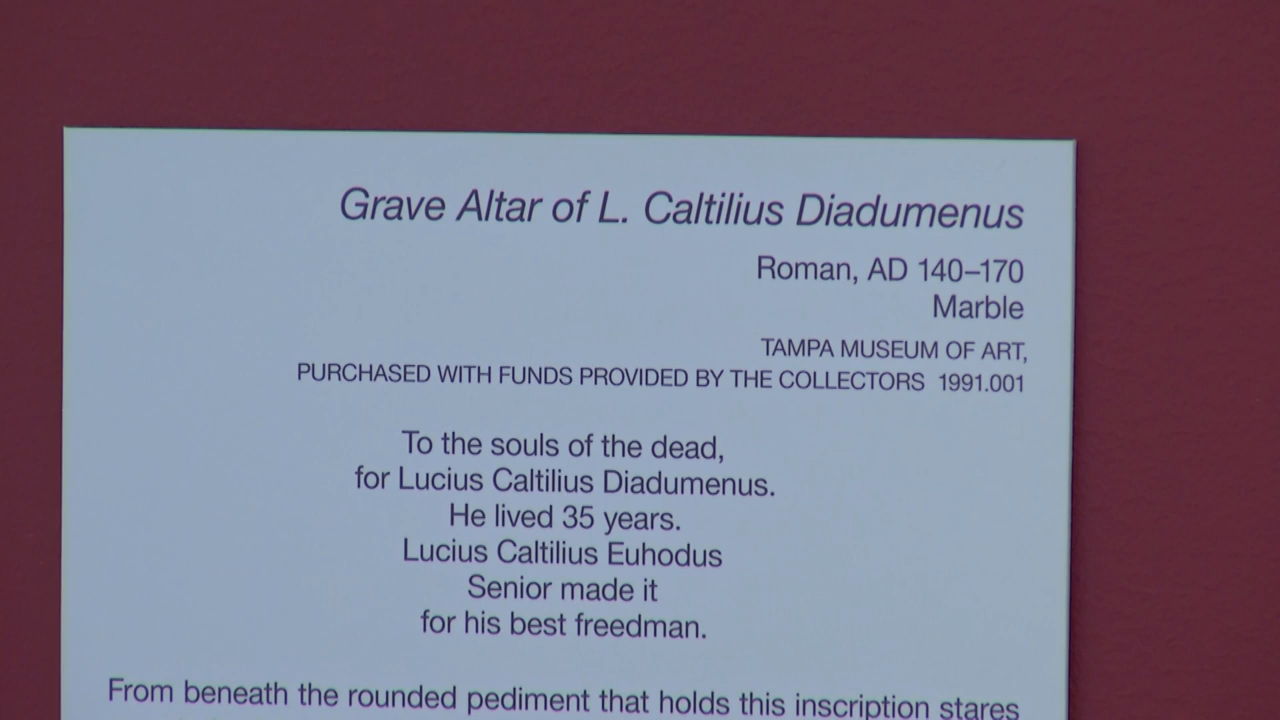 Grave Altar of L. Caltilius Diadumenus
Roman, AD 140–170
Marble
TAMPA MUSEUM OF ART,
PURCHASED WITH FUNDS PROVIDED BY THE COLLECTORS 1991.001
To the souls of the dead,
for Lucius Caltilius Diadumenus.
He lived 35 years.
Lucius Caltilius Euhodus
Senior made it
for his best freedman.
From beneath the rounded pediment that holds this inscription stares